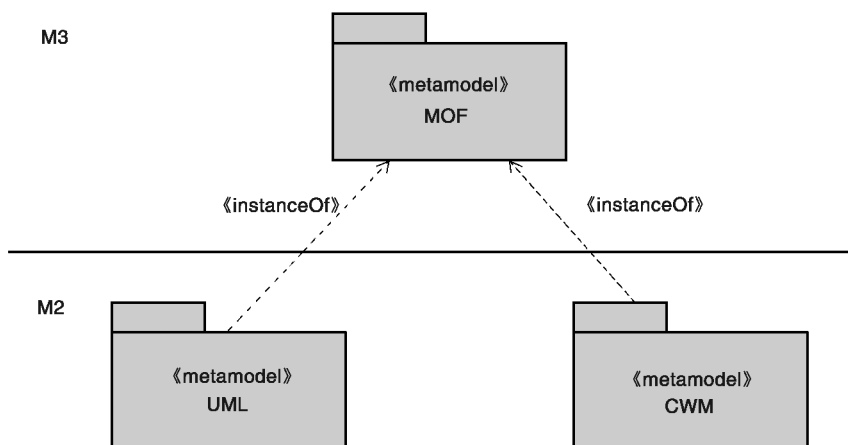 M3
《metamodel》
MOF
《instanceOf》
《instanceOf》
M2
《metamodel》
UML
《metamodel》
CWM